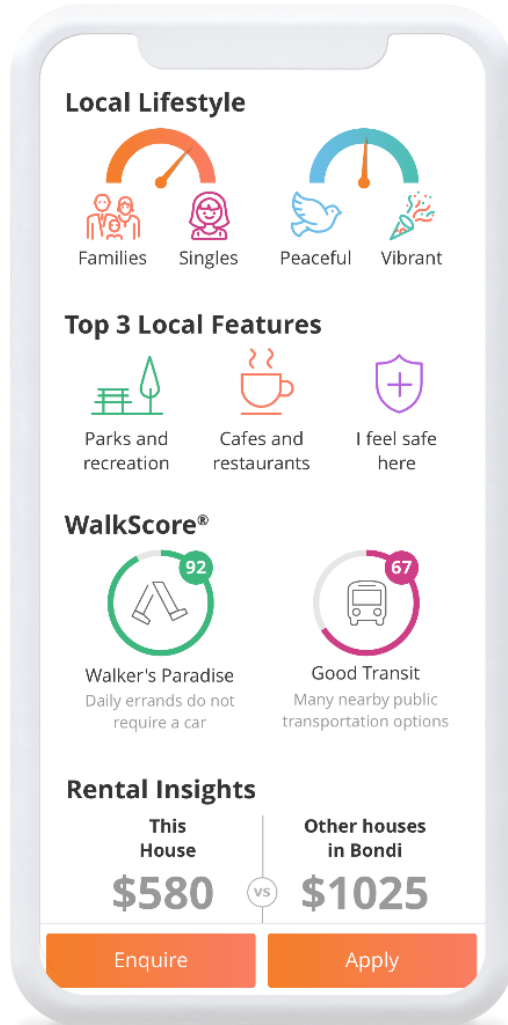 Local Lifestyle
Families
Singles
Peaceful
Vibrant
Top 3 Local Features
Parks and
recreation
Cafes and
restaurants
I feel safe
here
WalkScore®
92
Walker's Paradise
Daily errands do not
require a car
67
Good Transit
Many nearby public
transportation options
Rental Insights
This
House
$580
vs
Other houses
in Bondi
$1025
Enquire
Apply